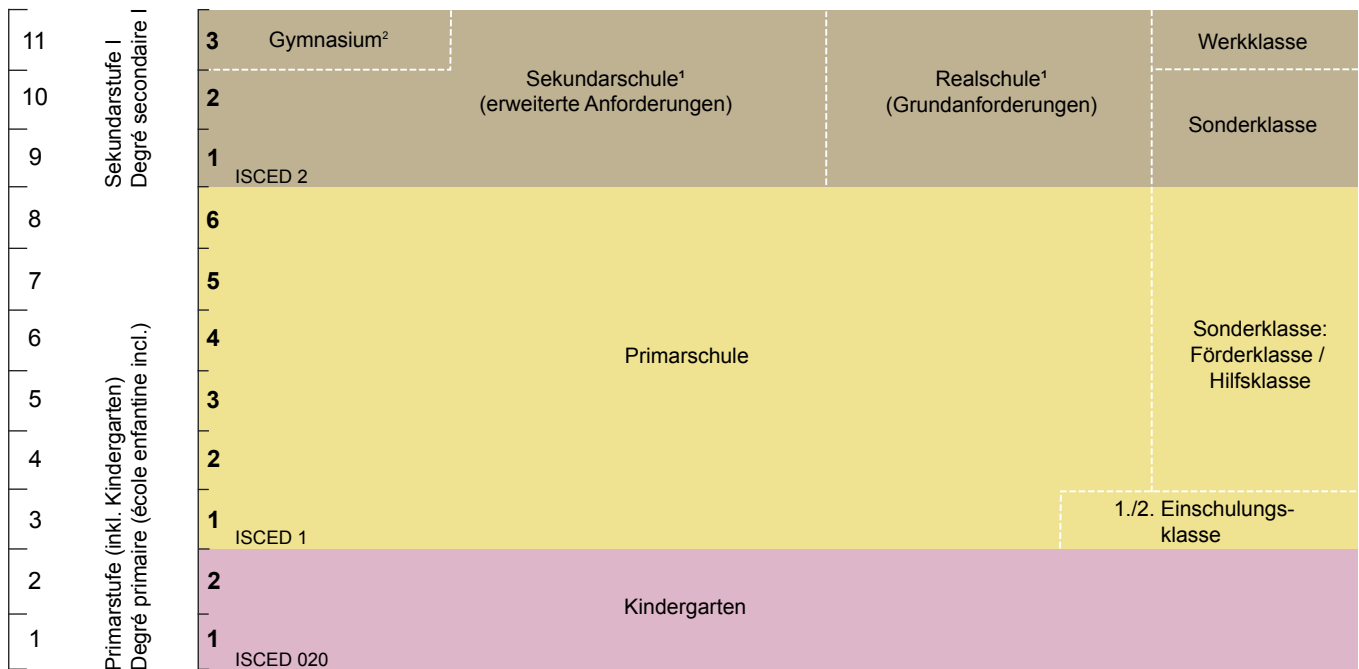 11
Sekundarstufe I
Degré secondaire I
3
Gymnasium²
Werkklasse
10
2
Sekundarschule¹
(erweiterte Anforderungen)
Realschule¹
(Grundanforderungen)
Sonderklasse
9
1
ISCED 2
8
6
7
5
6
4
Primarschule
Sonderklasse:
Förderklasse /
Hilfsklasse
5
3
Primarstufe (inkl. Kindergarten)
Degré primaire (école enfantine incl.)
4
2
3
1
ISCED 1
1./2. Einschulungs-
klasse
2
2
Kindergarten
1
1
ISCED 020